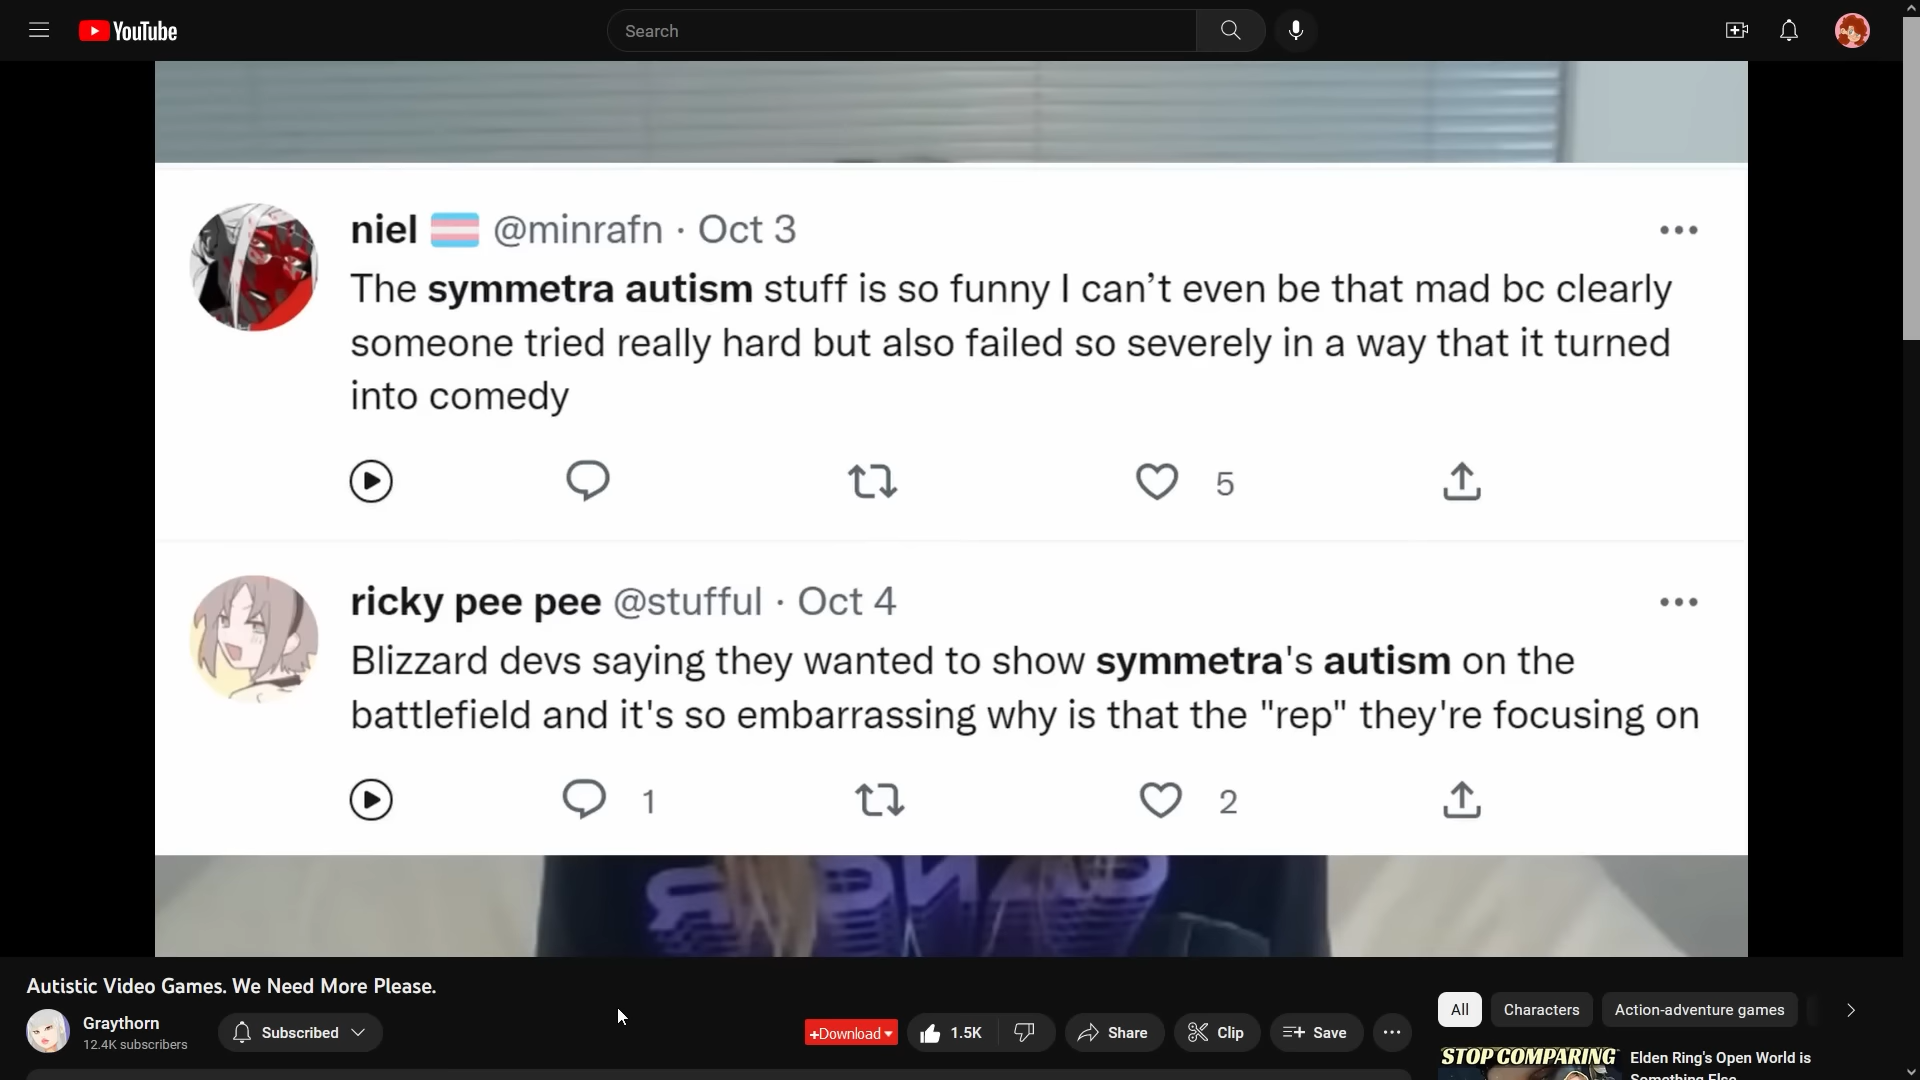 YouTube
Search
niel @minrafn · Oct 3
The symmetra autism stuff is so funny I can’t even be that mad bc clearly
someone tried really hard but also failed so severely in a way that it turned
into comedy
5
ricky pee pee @stufful · Oct 4
Blizzard devs saying they wanted to show symmetra's autism on the
battlefield and it's so embarrassing why is that the "rep" they're focusing on
1 2
Autistic Video Games. We Need More Please.
Graythorn
12.4K subscribers
Subscribed
+Download
1.5K
Share
Clip
Save
All
Characters
Action-adventure games
STOP COMPARING
Elden Ring's Open World is
Something Else